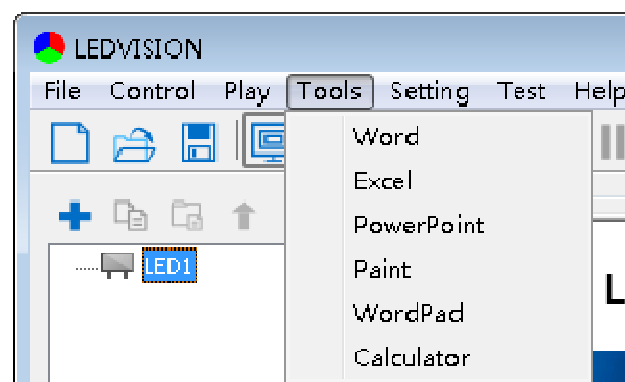 LEDVISION
File Control Play Tools Setting Test Help
Word
Excel
PowerPoint
Paint
WordPad
Calculator
LED1
L